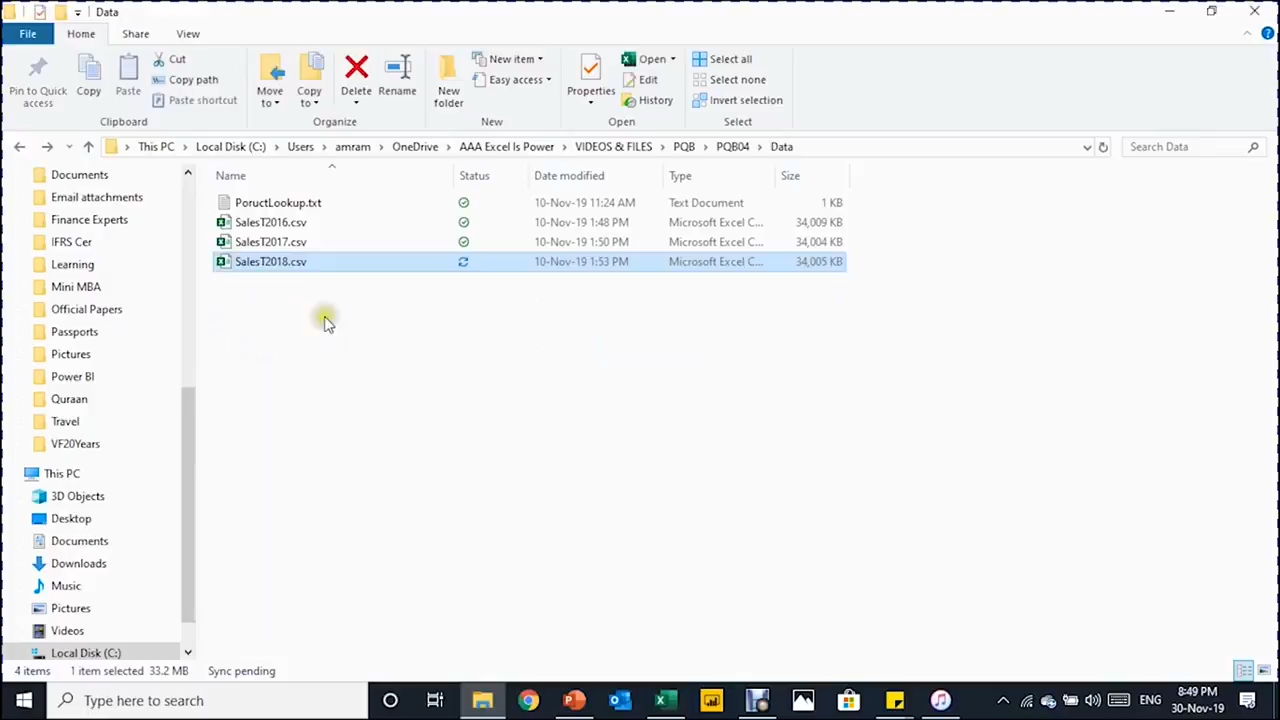 Data
File
Home
Share
View
Pin to Quick access
Copy
Paste
Cut
Copy path
Paste shortcut
Clipboard
Move to
Copy to
Delete
Rename
Organize
New folder
New item
Easy access
New
Properties
Open
Edit
History
Open
Select all
Select none
Invert selection
Select
This PC
Local Disk (C:)
Users
amram
OneDrive
AAA Excel Is Power
VIDEOS & FILES
PQB
PQB04
Data
Search Data
Documents
Email attachments
Finance Experts
IFRS Cer
Learning
Mini MBA
Official Papers
Passports
Pictures
Power BI
Quraan
Travel
VF20Years
This PC
3D Objects
Desktop
Documents
Downloads
Music
Pictures
Videos
Local Disk (C:)
Name Status Date modified Type Size
PoructLookup.txt 10-Nov-19 11:24 AM Text Document 1 KB
SalesT2016.csv 10-Nov-19 1:48 PM Microsoft Excel C... 34,009 KB
SalesT2017.csv 10-Nov-19 1:50 PM Microsoft Excel C... 34,004 KB
SalesT2018.csv 10-Nov-19 1:53 PM Microsoft Excel C... 34,005 KB
4 items 1 item selected 33.2 MB Sync pending
Type here to search
ENG
8:49 PM
30-Nov-19